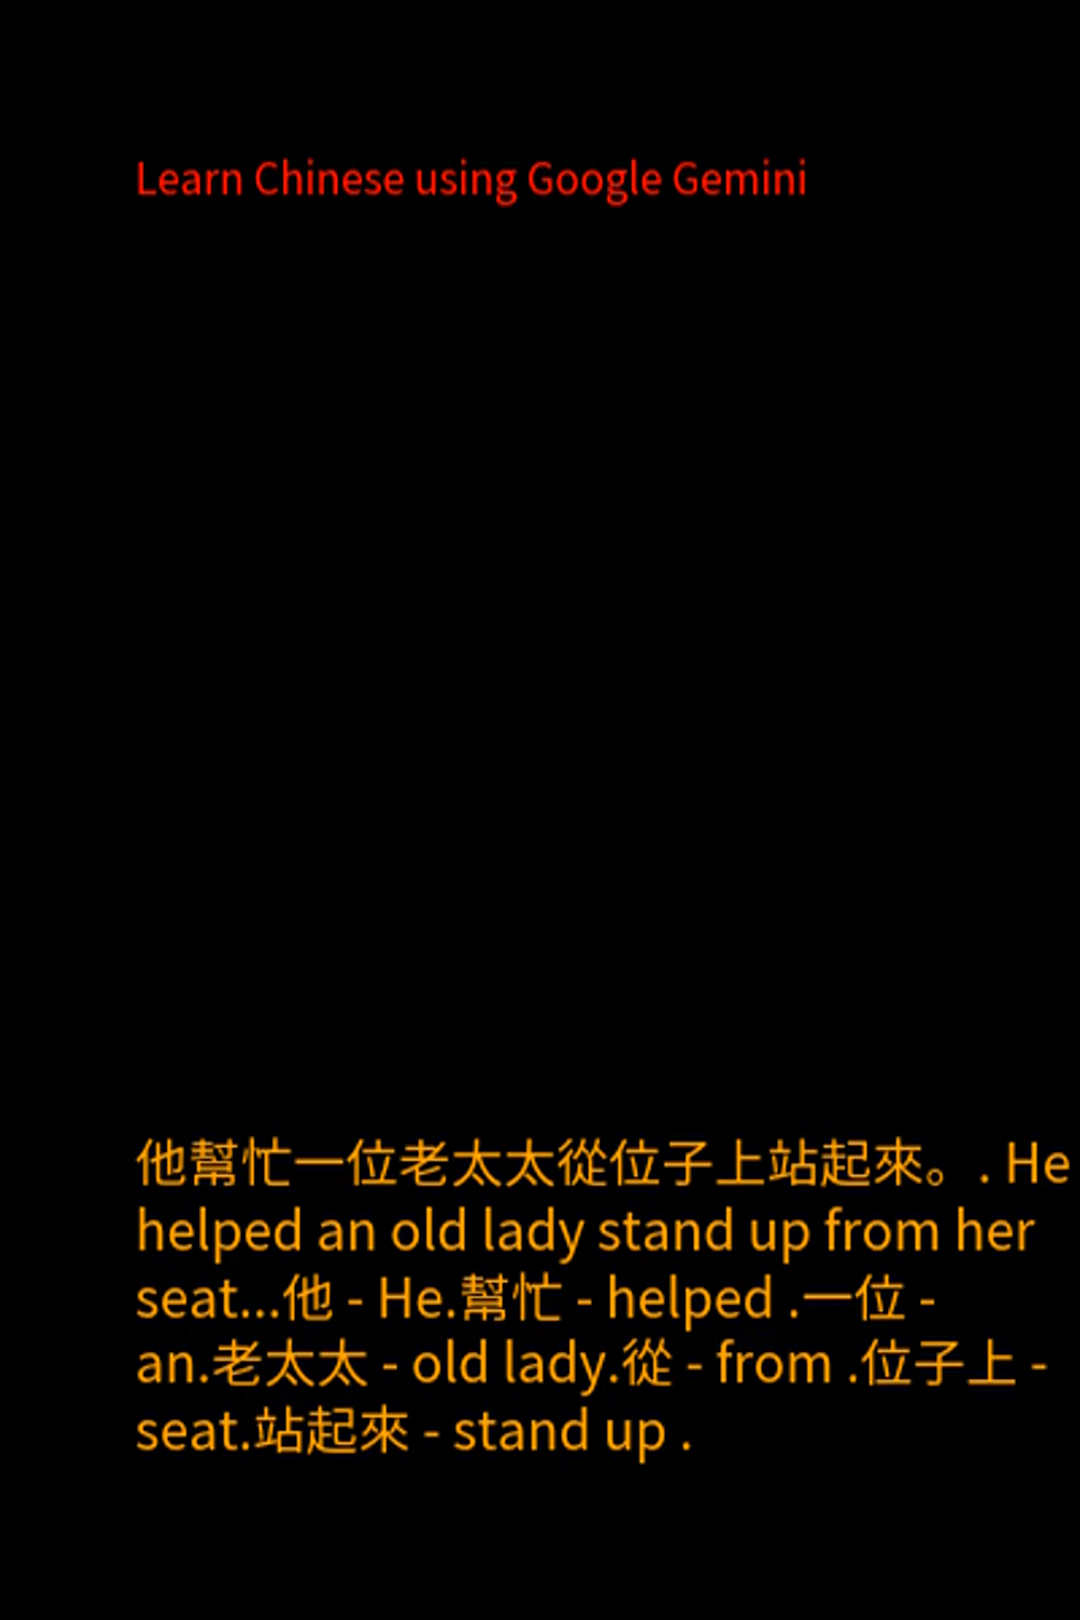 Learn Chinese using Google Gemini
他幫忙一位老太太從位子上站起來。. He
helped an old lady stand up from her
seat...他 - He.幫忙 - helped .一位 -
an.老太太 - old lady.從 - from .位子上 -
seat.站起來 - stand up .